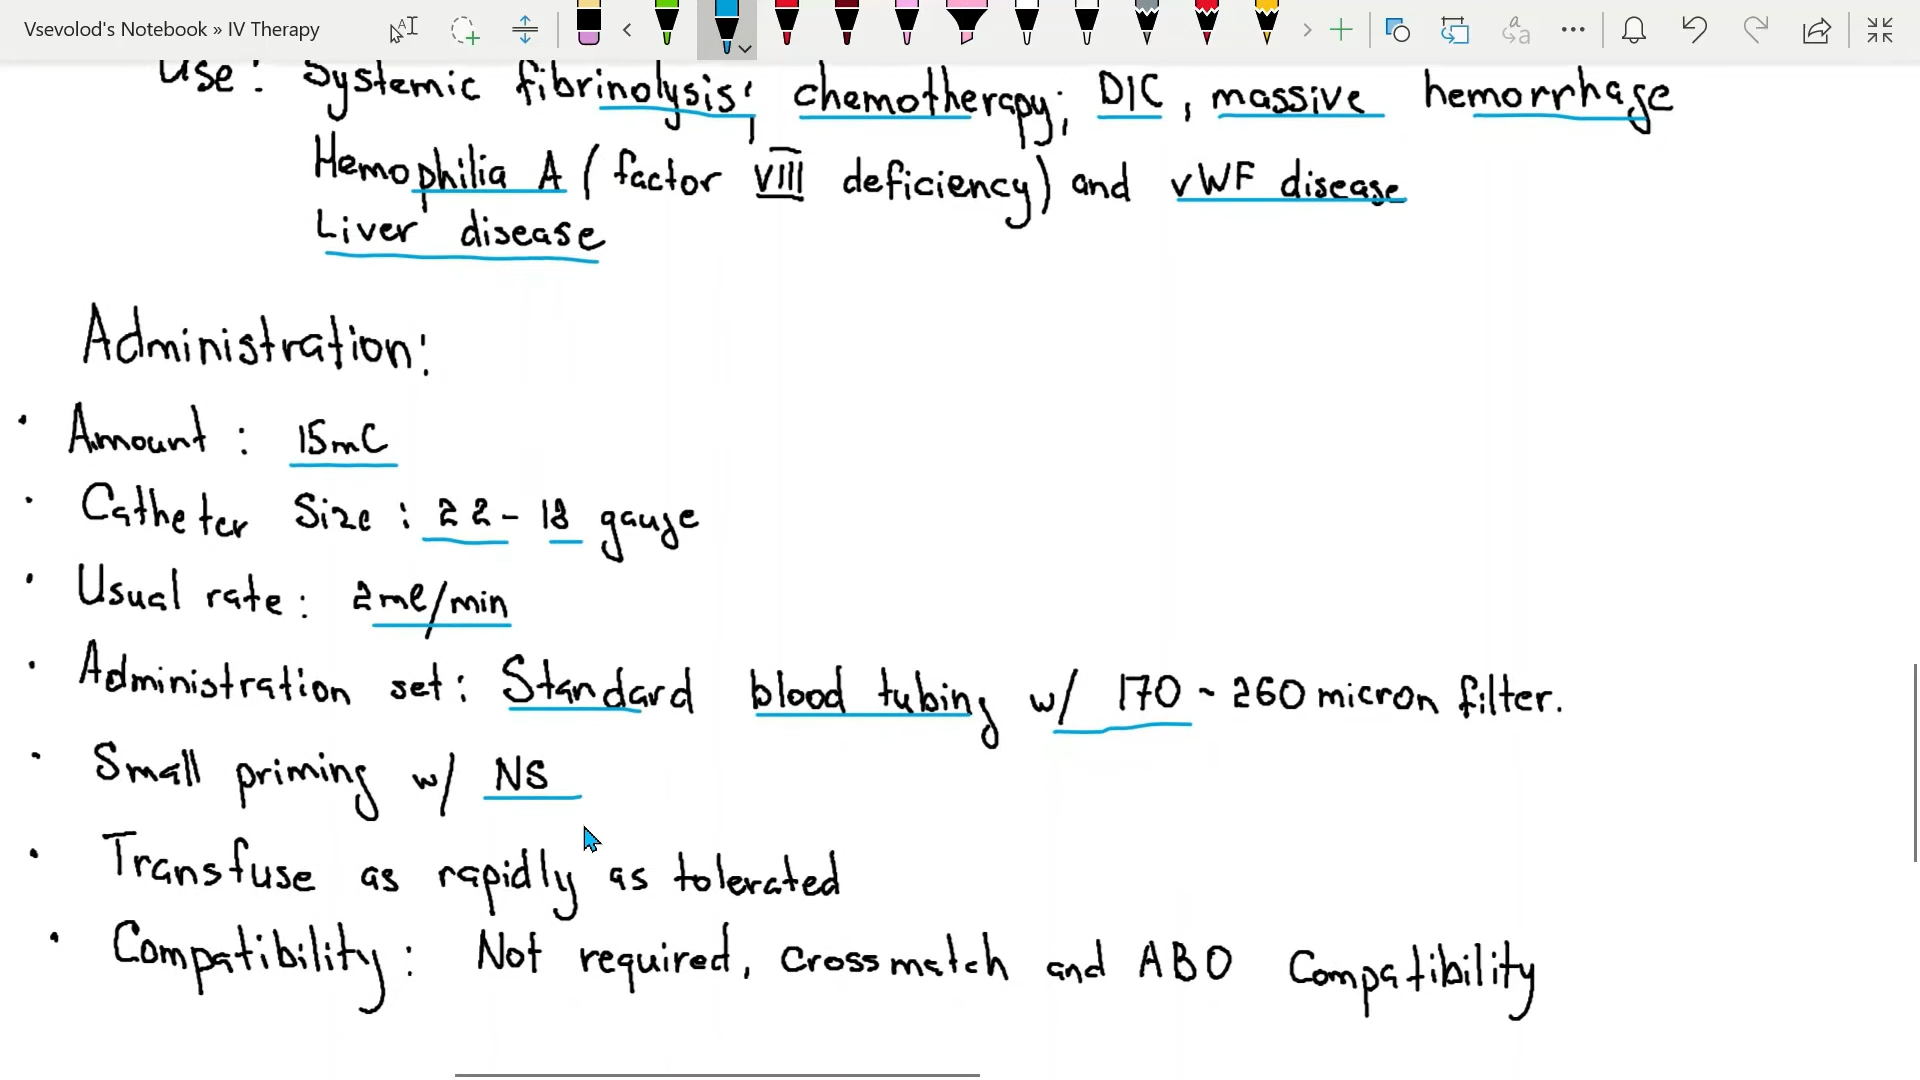 Vsevolod's Notebook » IV Therapy
Use: Systemic fibrinolysis; chemotherapy; DIC, massive hemorrhage
Hemophilia A (factor VIII deficiency) and vWF disease
Liver disease
Administration:
• Amount: 15mL
• Catheter Size: 22-18 gauge
• Usual rate: 2ml/min
• Administration set: Standard blood tubing w/ 170-260 micron filter.
• Small priming w/ NS
• Transfuse as rapidly as tolerated
• Compatibility: Not required, crossmatch and ABO Compatibility